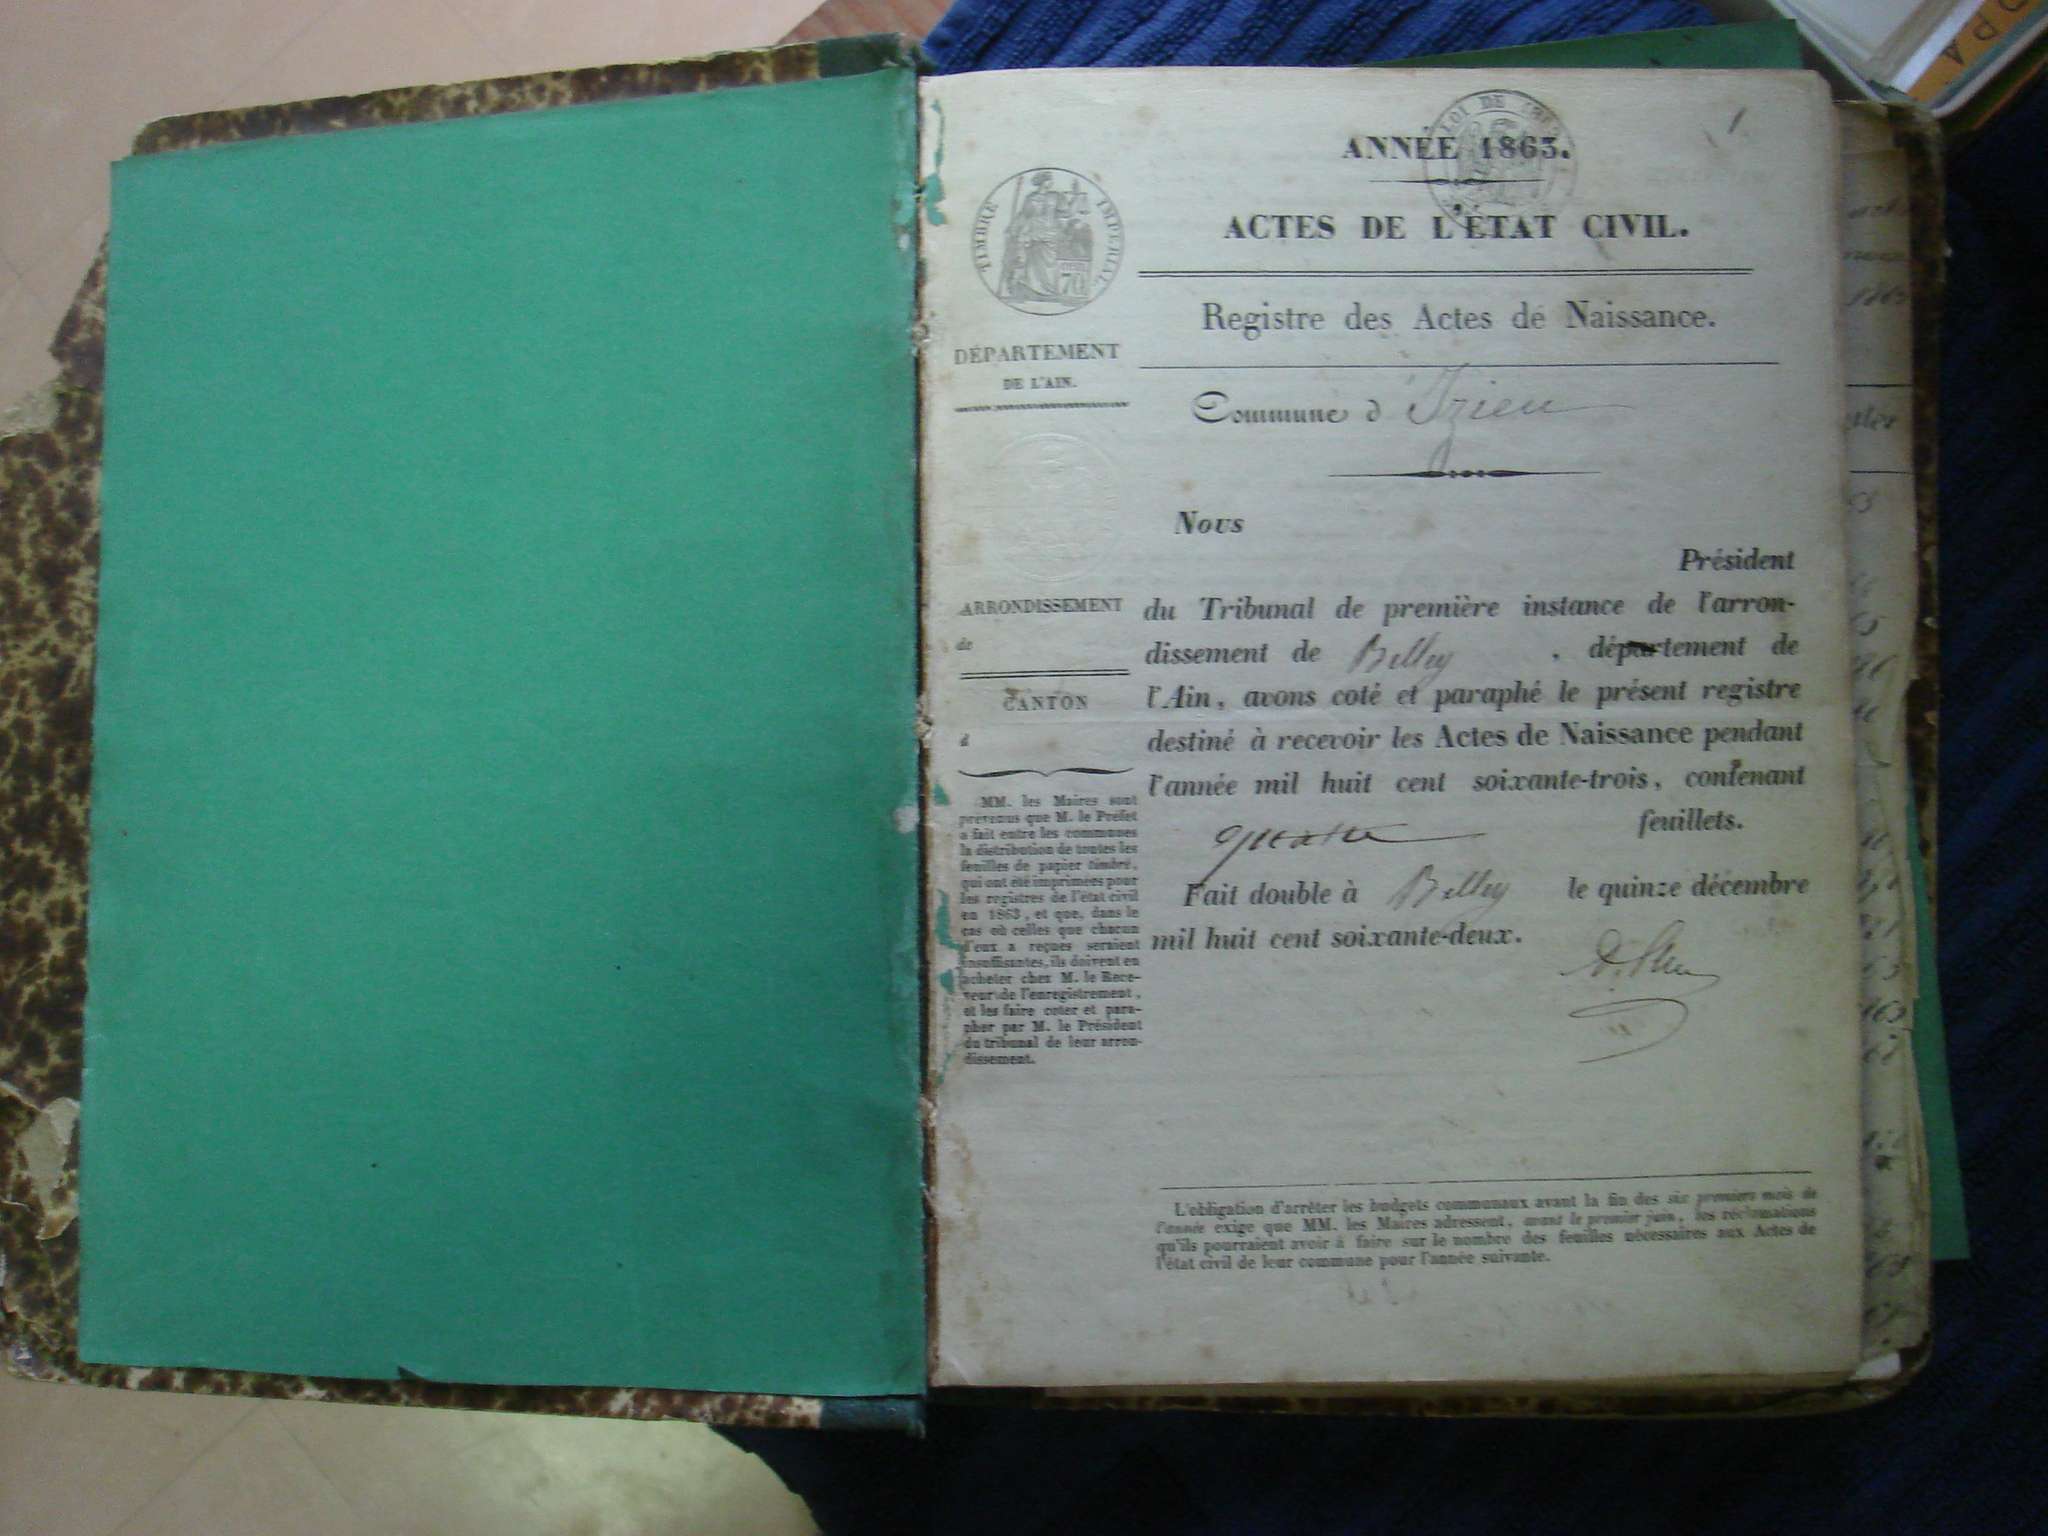 1
LOI DE
ANNÉE 1863.
ACTES DE L'ÉTAT CIVIL.
TIMBRE IMPÉRIAL
70
Registre des Actes de Naissance.
DÉPARTEMENT
DE L'AIN.
Commune d'Izieu
Nous
Président
du Tribunal de première instance de l'arron-
dissement de Belley , département de
l'Ain, avons coté et paraphé le présent registre
destiné à recevoir les Actes de Naissance pendant
l'année mil huit cent soixante-trois, contenant
quatre feuillets.
Fait double à Belley le quinze décembre
mil huit cent soixante-deux.
ARRONDISSEMENT
de
CANTON
d
MM. les Maires sont
prévenus que M. le Préfet
a fait entre les communes
la distribution de toutes les
feuilles de papier timbré,
qui ont été imprimées pour
les registres de l'état civil
en 1863, et que, dans le
cas où celles que chacun
d'eux a reçues seraient
insuffisantes, ils doivent en
acheter chez M. le Rece-
veur de l'enregistrement,
et les faire coter et para-
pher par M. le Président
du tribunal de leur arron-
dissement.
L'obligation d'arrêter les budgets communaux avant la fin des six premiers mois de
l'année exige que MM. les Maires adressent, avant le premier juin, les réclamations
qu'ils pourraient avoir à faire sur le nombre des feuilles nécessaires aux Actes de
l'état civil de leur commune pour l'année suivante.